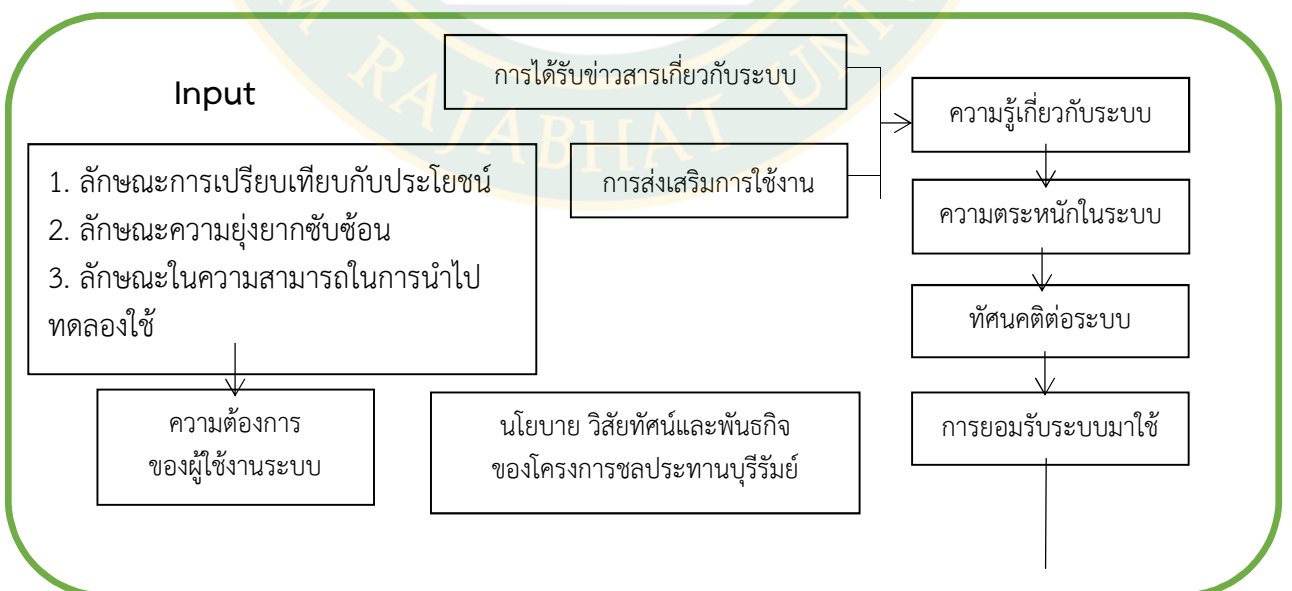 M RAJABHAT UNI
Input
การได้รับข่าวสารเกี่ยวกับระบบ
ความรู้เกี่ยวกับระบบ
1. ลักษณะการเปรียบเทียบกับประโยชน์
2. ลักษณะความยุ่งยากซับซ้อน
3. ลักษณะในความสามารถในการนำไป
ทดลองใช้
การส่งเสริมการใช้งาน
ความตระหนักในระบบ
ทัศนคติต่อระบบ
ความต้องการ
ของผู้ใช้งานระบบ
นโยบาย วิสัยทัศน์และพันธกิจ
ของโครงการชลประทานบุรีรัมย์
การยอมรับระบบมาใช้